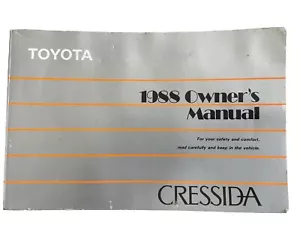 TOYOTA
1988 Owner's
Manual
For your safety and comfort,
read carefully and keep in the vehicle.
CRESSIDA